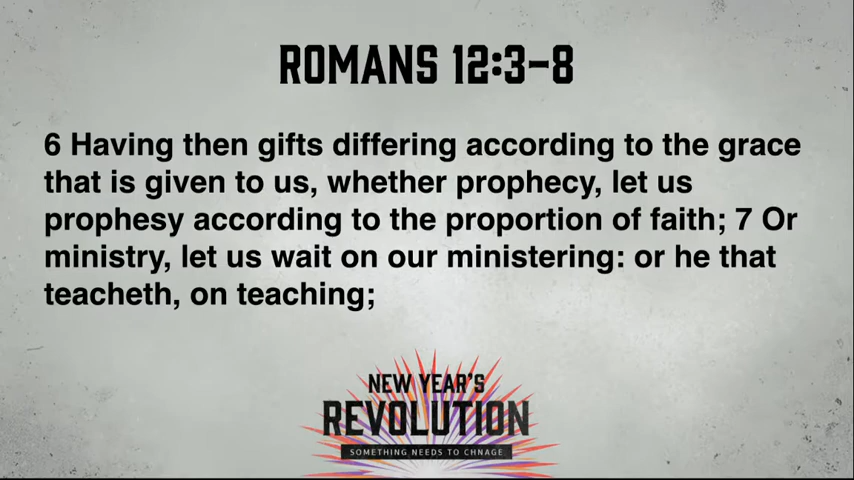 ROMANS 12:3-8
6 Having then gifts differing according to the grace
that is given to us, whether prophecy, let us
prophesy according to the proportion of faith; 7 Or
ministry, let us wait on our ministering: or he that
teacheth, on teaching;
NEW YEAR'S
REVOLUTION
SOMETHING NEEDS TO CHNAGE